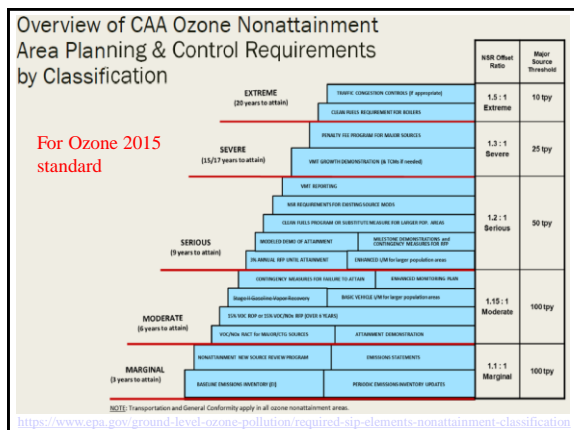 Overview of CAA Ozone Nonattainment
Area Planning & Control Requirements
by Classification
NSR Offset
Ratio
Major
Source
Threshold
For Ozone 2015
standard
EXTREME
(20 years to attain)
TRAFFIC CONGESTION CONTROLS (if appropriate)
CLEAN FUELS REQUIREMENT FOR BOILERS
1.5 : 1
Extreme
10 tpy
SEVERE
(15/17 years to attain)
PENALTY FEE PROGRAM FOR MAJOR SOURCES
VMT GROWTH DEMONSTRATION (& TCMs if needed)
1.3 : 1
Severe
25 tpy
SERIOUS
(9 years to attain)
VMT REPORTING
NSR REQUIREMENTS FOR EXISTING SOURCE MODS
CLEAN FUELS PROGRAM OR SUBSTITUTE MEASURE FOR LARGER POP. AREAS
MODELED DEMO OF ATTAINMENT
MILESTONE DEMONSTRATIONS and
CONTINGENCY MEASURES FOR RFP
3% ANNUAL RFP UNTIL ATTAINMENT
ENHANCED I/M for larger population areas
1.2 : 1
Serious
50 tpy
MODERATE
(6 years to attain)
CONTINGENCY MEASURES FOR FAILURE TO ATTAIN
ENHANCED MONITORING PLAN
Stage II Gasoline Vapor Recovery
BASIC VEHICLE I/M for larger population areas
15% VOC ROP or 15% VOC/NOx RFP (OVER 6 YEARS)
VOC/NOx RACT for MAJOR/CTG SOURCES
ATTAINMENT DEMONSTRATION
1.15 : 1
Moderate
100 tpy
MARGINAL
(3 years to attain)
NONATTAINMENT NEW SOURCE REVIEW PROGRAM
EMISSIONS STATEMENTS
BASELINE EMISSIONS INVENTORY (EI)
PERIODIC EMISSIONS INVENTORY UPDATES
1.1 : 1
Marginal
100 tpy
NOTE: Transportation and General Conformity apply in all ozone nonattainment areas.
https://www.epa.gov/ground-level-ozone-pollution/required-sip-elements-nonattainment-classification